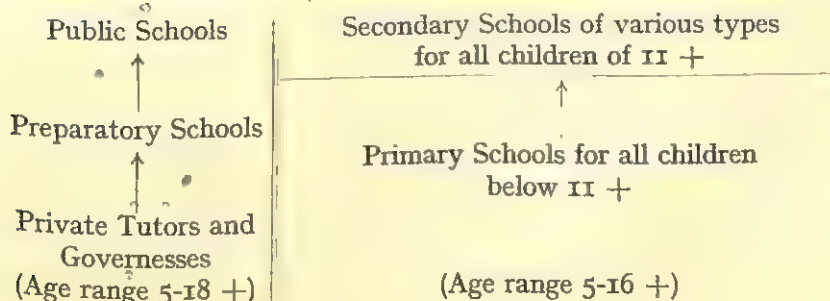 Public Schools
Preparatory Schools
Private Tutors and
Governesses
(Age range 5-18 +)
Secondary Schools of various types
for all children of 11 +
Primary Schools for all children
below 11 +
(Age range 5-16 +)